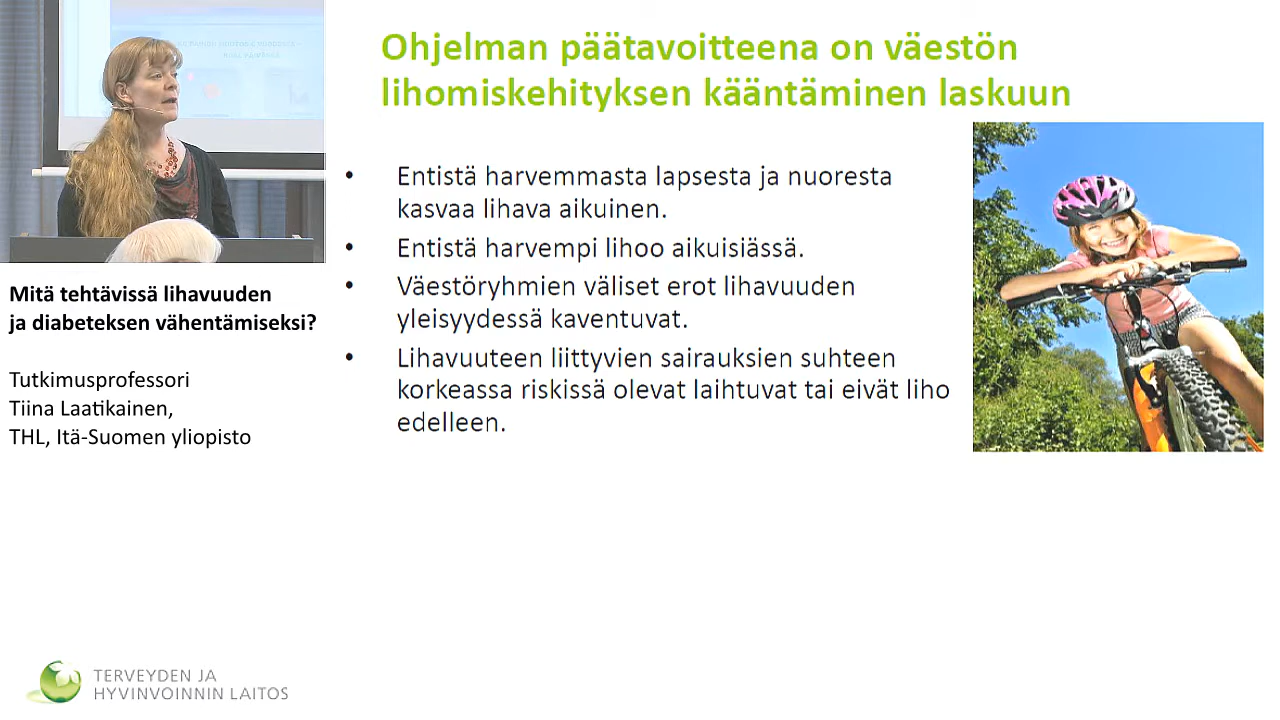 Ohjelman päätavoitteena on väestön
lihomiskehityksen kääntäminen laskuun
• Entistä harvemmasta lapsesta ja nuoresta
kasvaa lihava aikuinen.
• Entistä harvempi lihoo aikuisiässä.
• Väestöryhmien väliset erot lihavuuden
yleisyydessä kaventuvat.
• Lihavuuteen liittyvien sairauksien suhteen
korkeassa riskissä olevat laihtuvat tai eivät liho
edelleen.
Mitä tehtävissä lihavuuden
ja diabeteksen vähentämiseksi?
Tutkimusprofessori
Tiina Laatikainen,
THL, Itä-Suomen yliopisto
TERVEYDEN JA
HYVINVOINNIN LAITOS